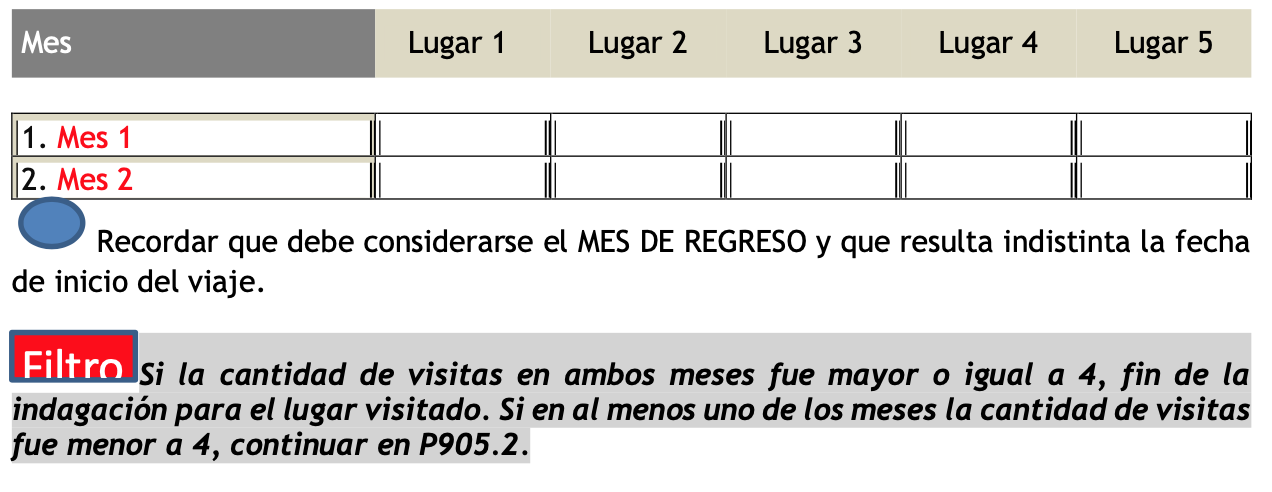 Mes Lugar 1 Lugar 2 Lugar 3 Lugar 4 Lugar 5
1. Mes 1
2. Mes 2
Recordar que debe considerarse el MES DE REGRESO y que resulta indistinta la fecha
de inicio del viaje.
Filtro Si la cantidad de visitas en ambos meses fue mayor o igual a 4, fin de la
indagación para el lugar visitado. Si en al menos uno de los meses la cantidad de visitas
fue menor a 4, continuar en P905.2.